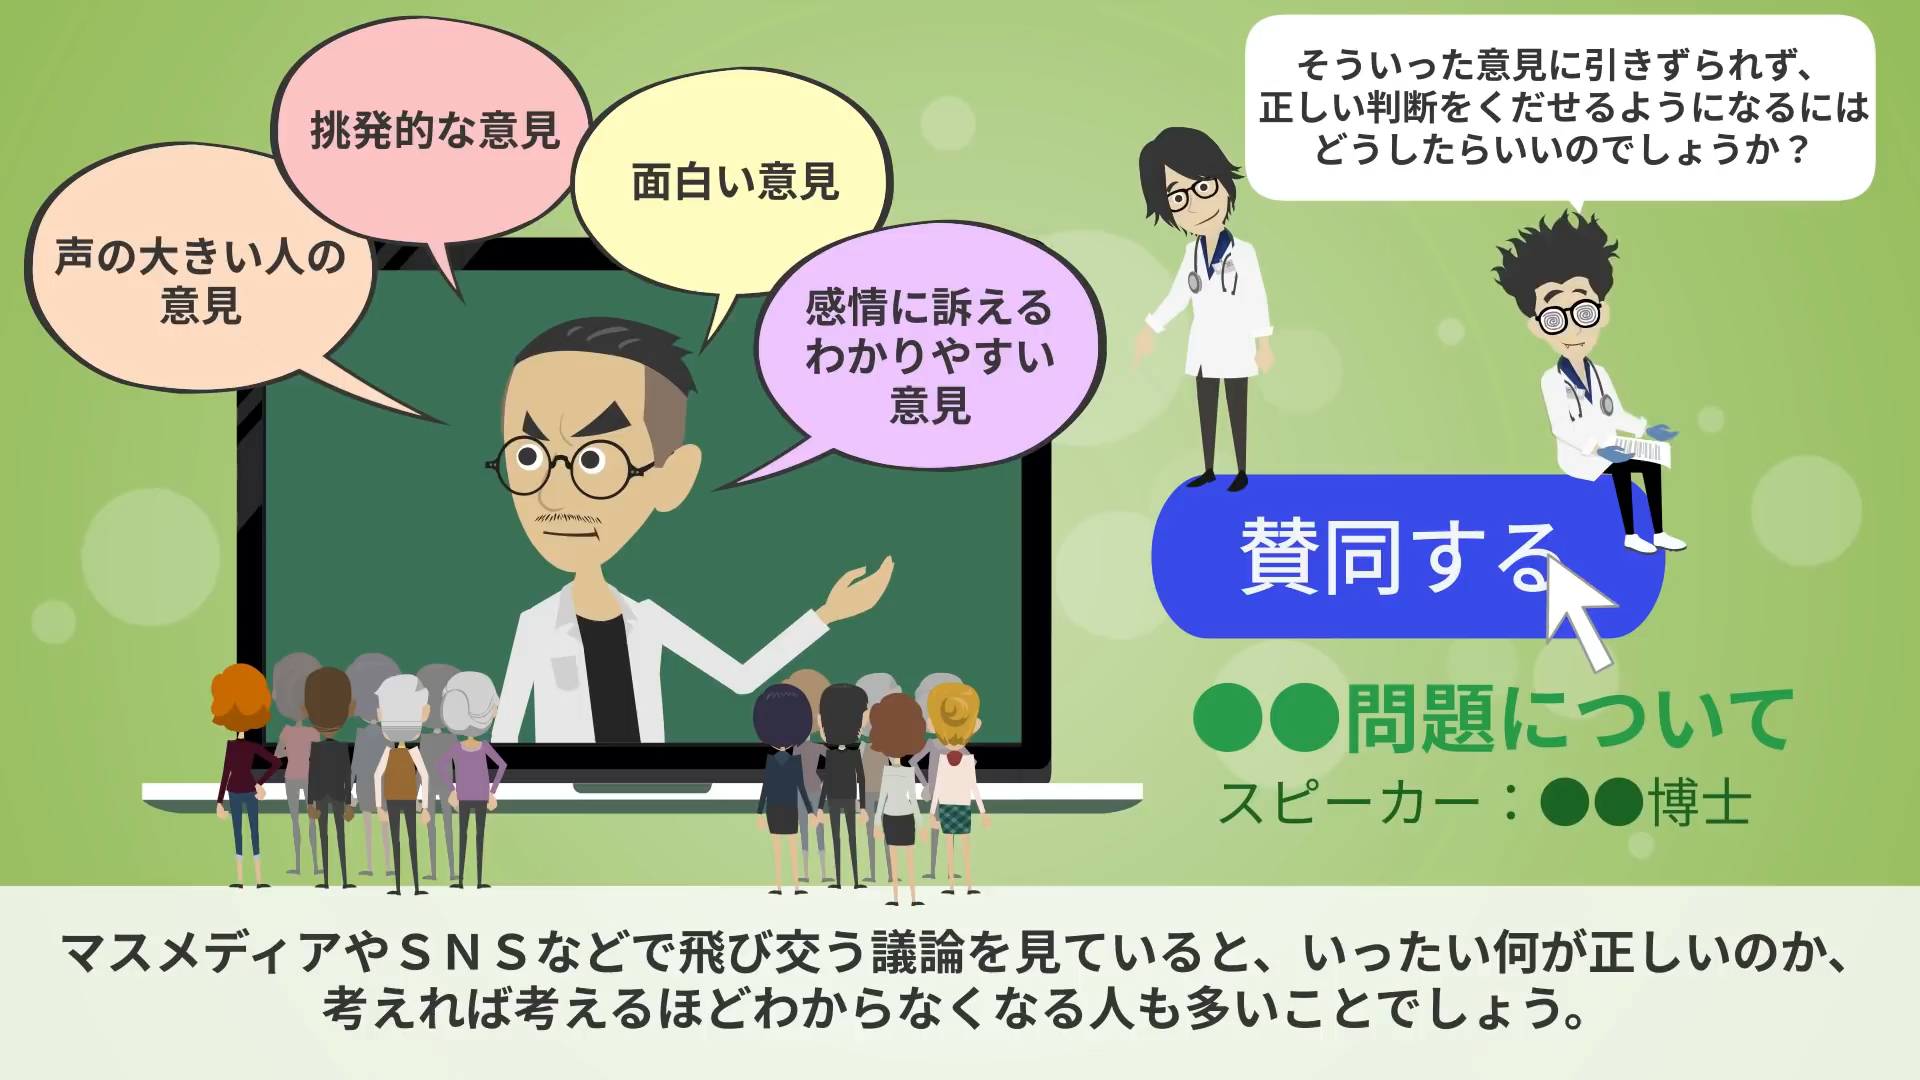 挑発的な意見
面白い意見
声の大きい人の
意見
感情に訴える
わかりやすい
意見
そういった意見に引きずられず、
正しい判断をくだせるようになるには
どうしたらいいのでしょうか？
賛同する
●●問題について
スピーカー：●●博士
マスメディアやＳＮＳなどで飛び交う議論を見ていると、いったい何が正しいのか、
考えれば考えるほどわからなくなる人も多いことでしょう。